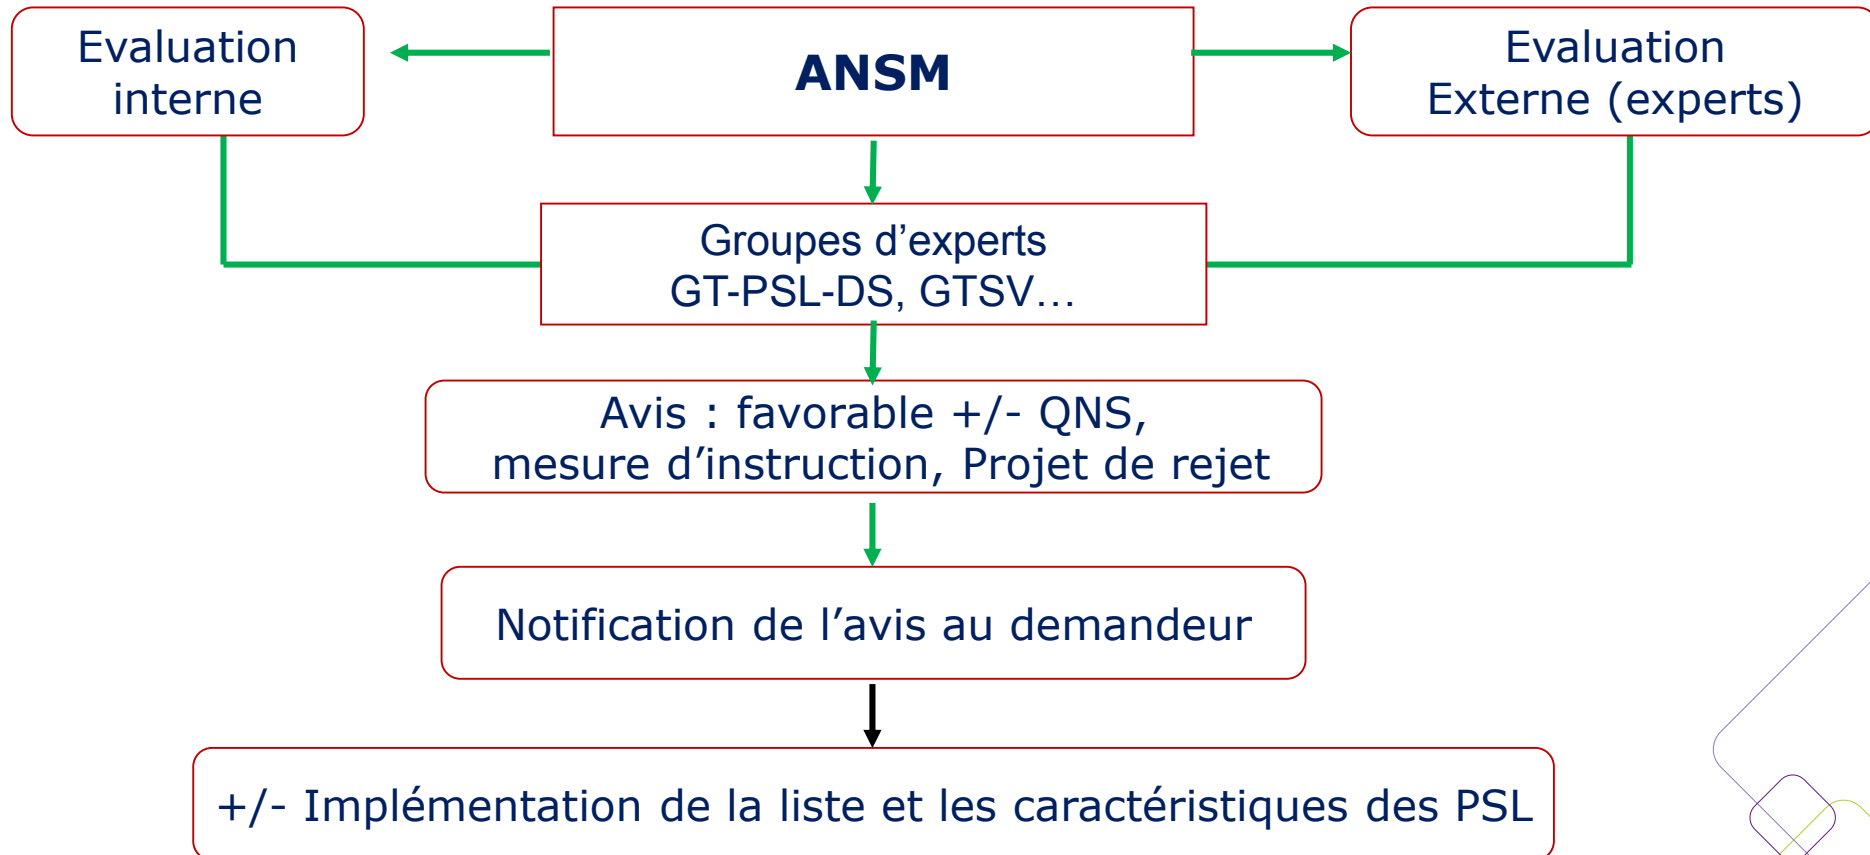 Evaluation
interne
ANSM
Evaluation
Externe (experts)
Groupes d’experts
GT-PSL-DS, GTSV…
Avis : favorable +/- QNS,
mesure d’instruction, Projet de rejet
Notification de l’avis au demandeur
+/- Implémentation de la liste et les caractéristiques des PSL